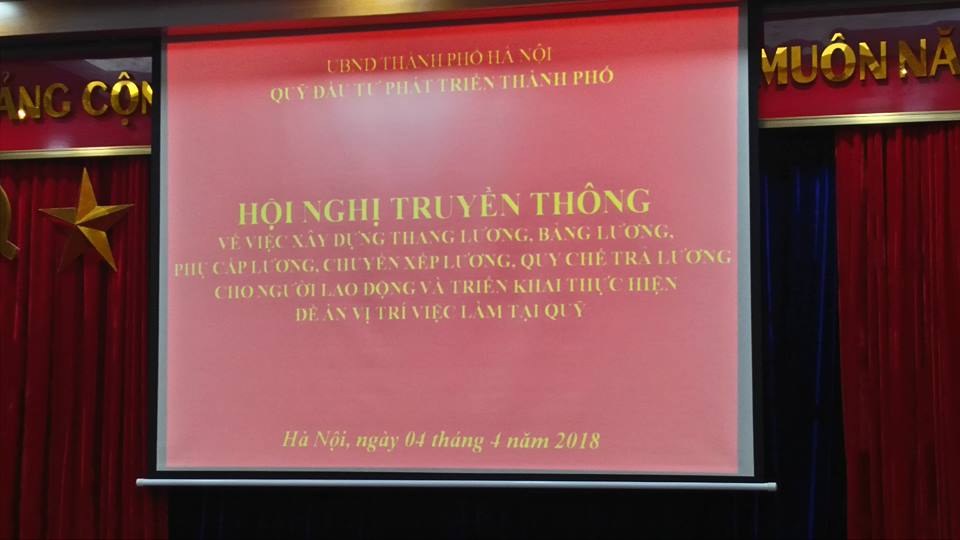 ẢNG CỘN
MUÔN NĂ
UBND THÀNH PHỐ HÀ NỘI
QUỸ ĐẦU TƯ PHÁT TRIỂN THÀNH PHỐ
HỘI NGHỊ TRUYỀN THÔNG
VỀ VIỆC XÂY DỰNG THANG LƯƠNG, BẢNG LƯƠNG,
PHỤ CẤP LƯƠNG, CHUYỂN XẾP LƯƠNG, QUY CHẾ TRẢ LƯƠNG
CHO NGƯỜI LAO ĐỘNG VÀ TRIỂN KHAI THỰC HIỆN
ĐỀ ÁN VỊ TRÍ VIỆC LÀM TẠI QUỸ
Hà Nội, ngày 04 tháng 4 năm 2018